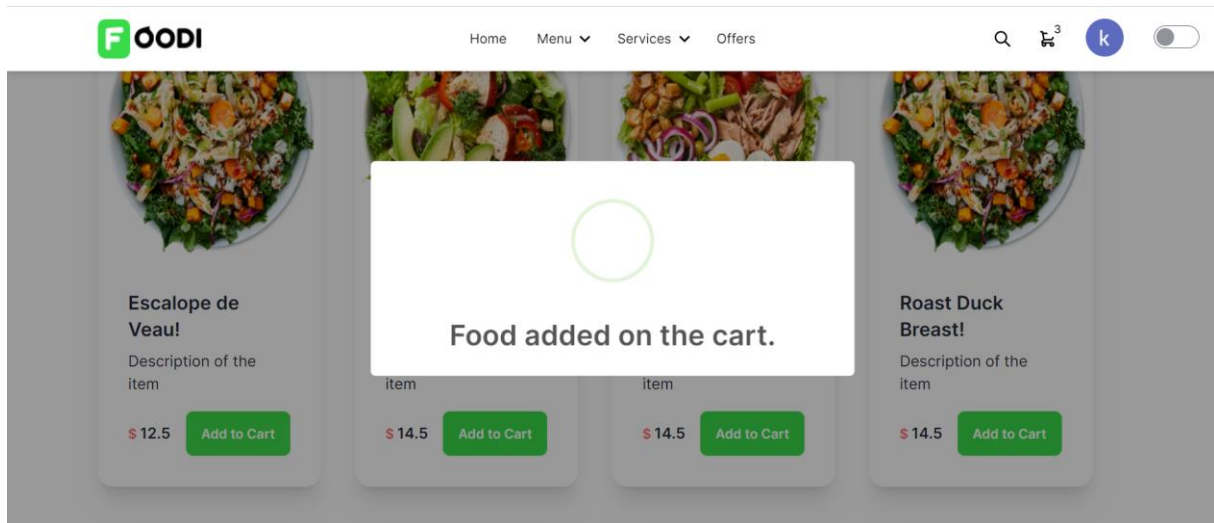 FOODI
Home Menu Services Offers
3
k
Food added on the cart.
Escalope de
Veau!
Description of the
item
$ 12.5 Add to Cart
item
$ 14.5 Add to Cart
item
$ 14.5 Add to Cart
Roast Duck
Breast!
Description of the
item
$ 14.5 Add to Cart